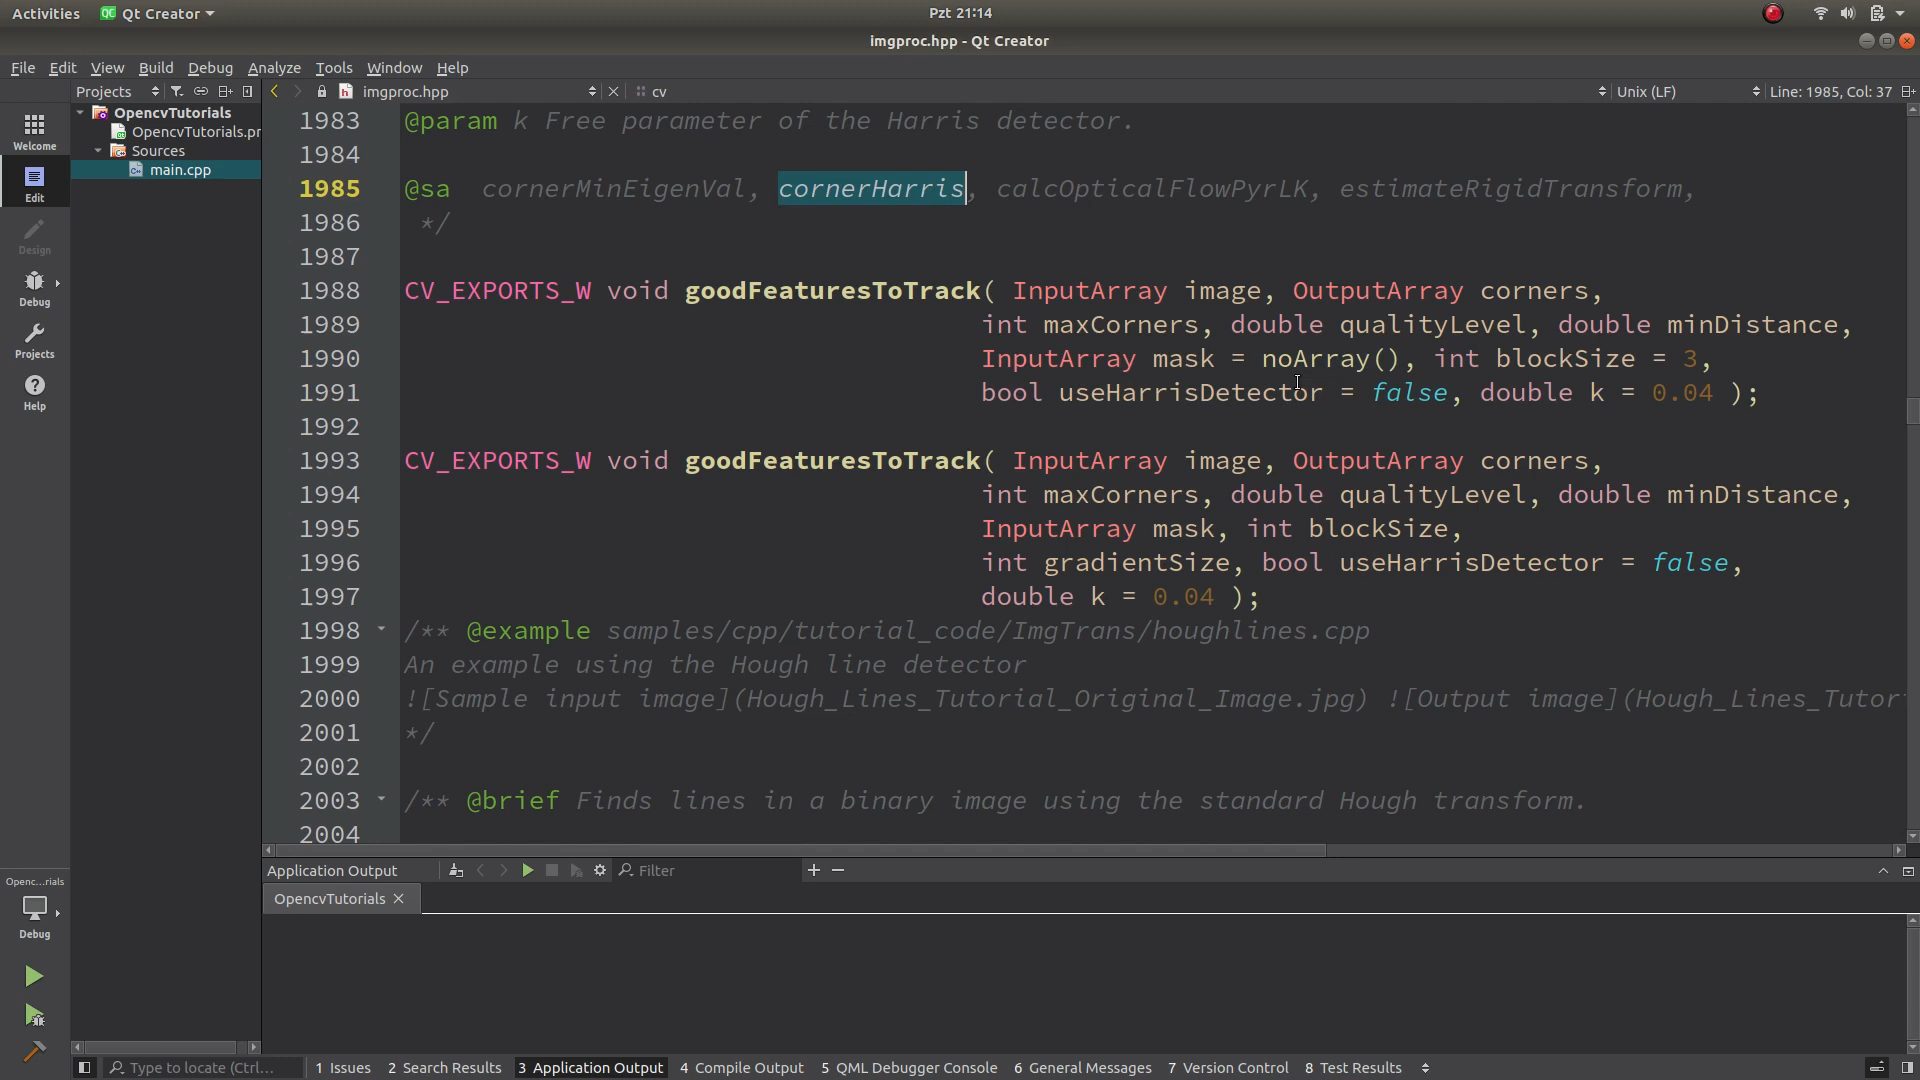 Activities Qt Creator Pzt 21:14
imgproc.hpp - Qt Creator
File Edit View Build Debug Analyze Tools Window Help
Projects imgproc.hpp cv Unix (LF) Line: 1985, Col: 37
OpencvTutorials
OpencvTutorials.pr
Sources
main.cpp
Welcome
Edit
Design
Debug
Projects
Help
1983 @param k Free parameter of the Harris detector.
1984
1985 @sa cornerMinEigenVal, cornerHarris, calcOpticalFlowPyrLK, estimateRigidTransform,
1986 */
1987
1988 CV_EXPORTS_W void goodFeaturesToTrack( InputArray image, OutputArray corners,
1989 int maxCorners, double qualityLevel, double minDistance,
1990 InputArray mask = noArray(), int blockSize = 3,
1991 bool useHarrisDetector = false, double k = 0.04 );
1992
1993 CV_EXPORTS_W void goodFeaturesToTrack( InputArray image, OutputArray corners,
1994 int maxCorners, double qualityLevel, double minDistance,
1995 InputArray mask, int blockSize,
1996 int gradientSize, bool useHarrisDetector = false,
1997 double k = 0.04 );
1998 /** @example samples/cpp/tutorial_code/ImgTrans/houghlines.cpp
1999 An example using the Hough line detector
2000 ![Sample input image](Hough_Lines_Tutorial_Original_Image.jpg) ![Output image](Hough_Lines_Tutor
2001 */
2002
2003 /** @brief Finds lines in a binary image using the standard Hough transform.
2004
Application Output Filter
OpencvTutorials
Openc...rials
Debug
Type to locate (Ctrl... 1 Issues 2 Search Results 3 Application Output 4 Compile Output 5 QML Debugger Console 6 General Messages 7 Version Control 8 Test Results